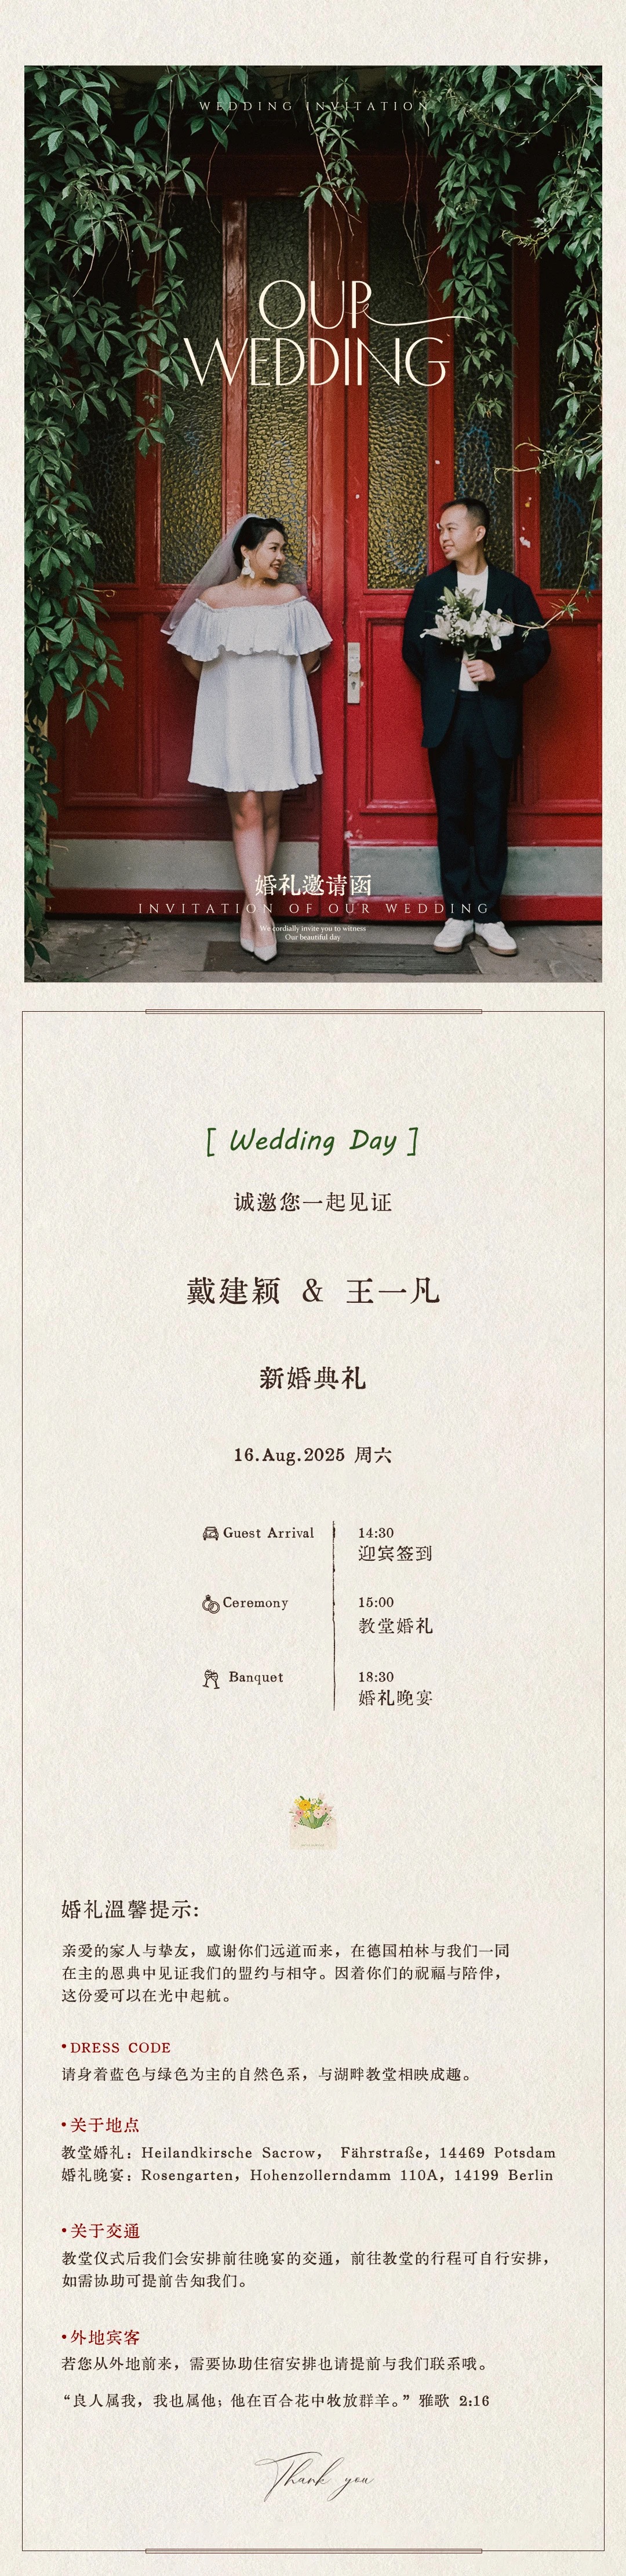 WEDDING INVITATION
OUR
WEDDING
婚礼邀请函
INVITATION OF OUR WEDDING
We cordially invite you to witness
Our beautiful day
[ Wedding Day ]
诚邀您一起见证
戴建颖 & 王一凡
新婚典礼
16.Aug.2025 周六
Guest Arrival
14:30
迎宾签到
Ceremony
15:00
教堂婚礼
Banquet
18:30
婚礼晚宴
婚礼温馨提示:
亲爱的家人与挚友，感谢你们远道而来，在德国柏林与我们一同
在主的恩典中见证我们的盟约与相守。因着你们的祝福与陪伴，
这份爱可以在光中起航。
•DRESS CODE
请身着蓝色与绿色为主的自然色系，与湖畔教堂相映成趣。
•关于地点
教堂婚礼：Heilandkirsche Sacrow， Fährstraße，14469 Potsdam
婚礼晚宴：Rosengarten，Hohenzollerndamm 110A，14199 Berlin
•关于交通
教堂仪式后我们会安排前往晚宴的交通，前往教堂的行程可自行安排，
如需协助可提前告知我们。
•外地宾客
若您从外地前来，需要协助住宿安排也请提前与我们联系哦。
“良人属我，我也属他；他在百合花中牧放群羊。”雅歌 2:16
Thank you